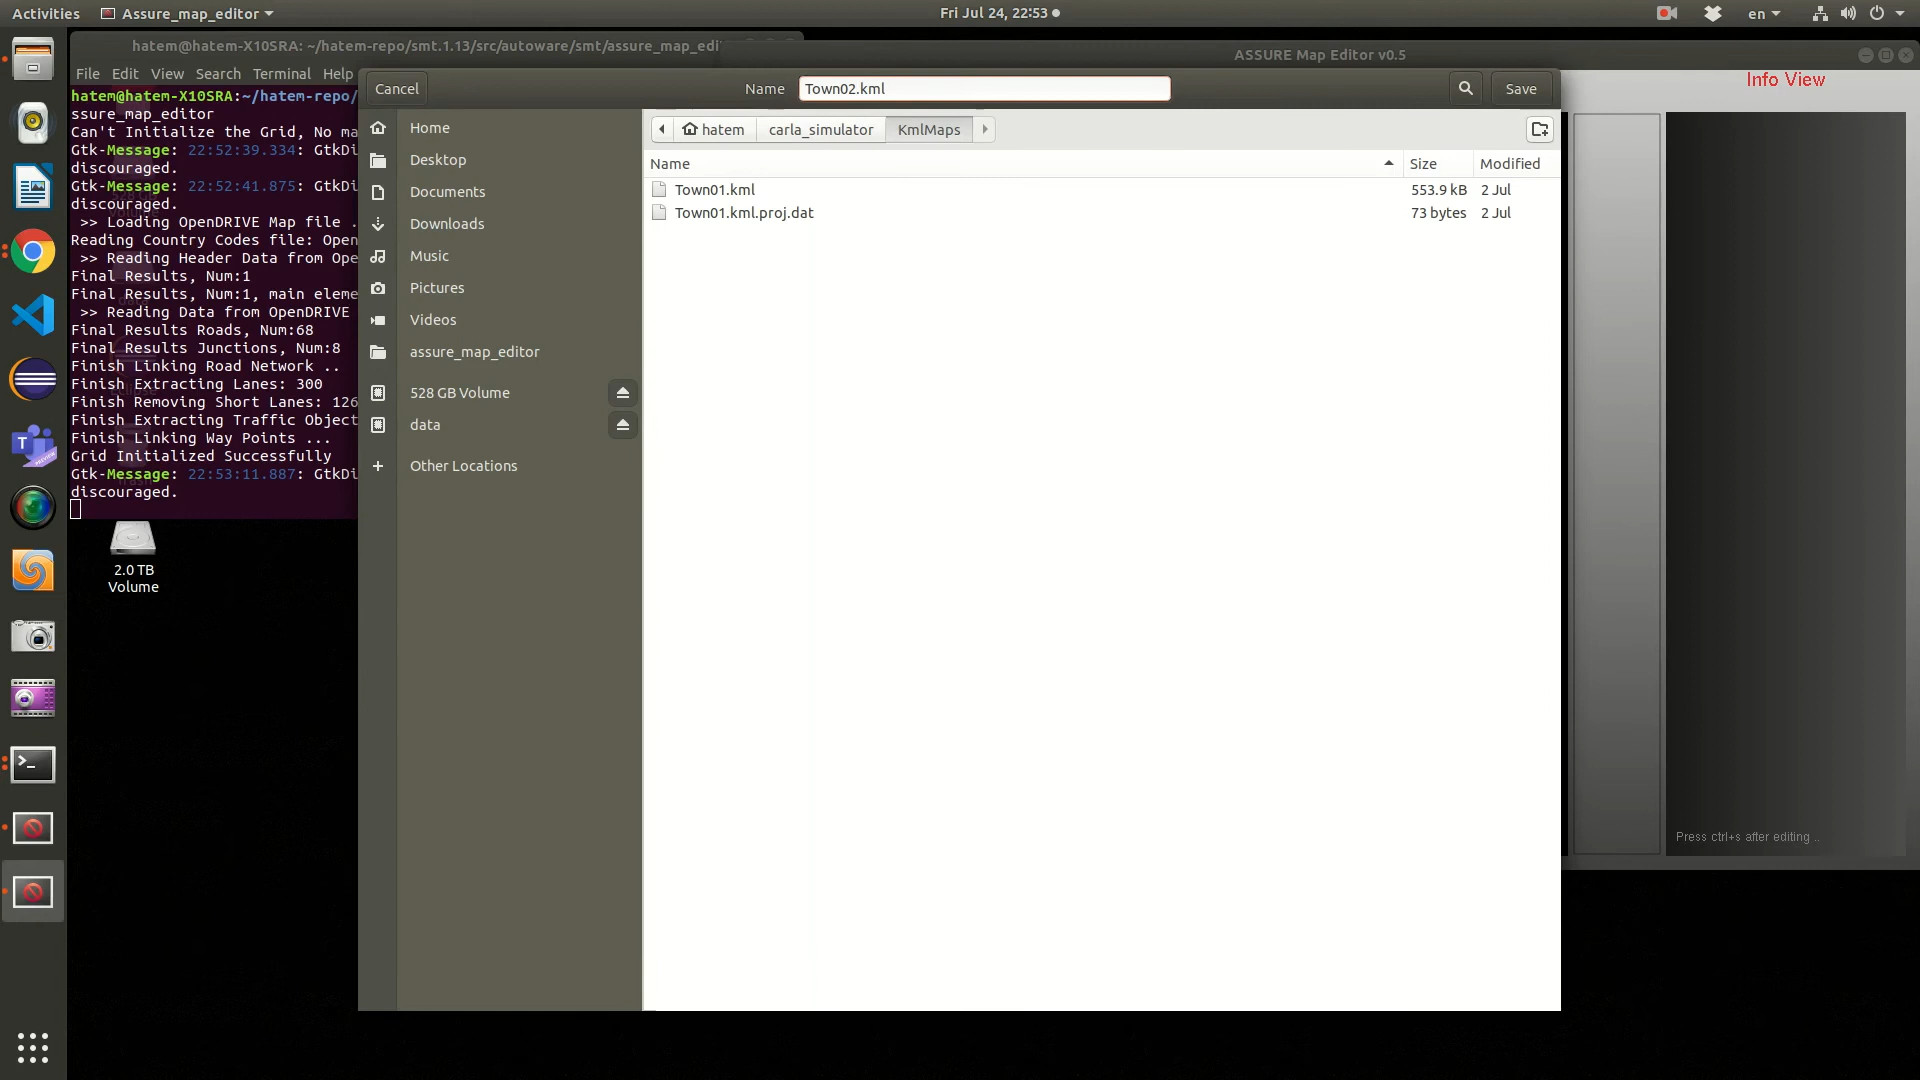 Activities
Assure_map_editor
Fri Jul 24, 22:53
en
hatem@hatem-X10SRA: ~/hatem-repo/smt.1.13/src/autoware/smt/assure_map_edi
ASSURE Map Editor v0.5
File Edit View Search Terminal Help
Info View
Cancel
Name
Town02.kml
Save
hatem@hatem-X10SRA:~/hatem-repo/
ssure_map_editor
Can't Initialize the Grid, No ma
Gtk-Message: 22:52:39.334: GtkDi
discouraged.
Gtk-Message: 22:52:41.875: GtkDi
discouraged.
>> Loading OpenDRIVE Map file .
Reading Country Codes file: Open
>> Reading Header Data from Ope
Final Results, Num:1
Final Results, Num:1, main eleme
>> Reading Data from OpenDRIVE
Final Results Roads, Num:68
Final Results Junctions, Num:8
Finish Linking Road Network ..
Finish Extracting Lanes: 300
Finish Removing Short Lanes: 126
Finish Extracting Traffic Object
Finish Linking Way Points ...
Grid Initialized Successfully
Gtk-Message: 22:53:11.887: GtkDi
discouraged.
2.0 TB
Volume
Home
Desktop
Documents
Downloads
Music
Pictures
Videos
assure_map_editor
528 GB Volume
data
Other Locations
hatem
carla_simulator
KmlMaps
Name
Size
Modified
Town01.kml
553.9 kB
2 Jul
Town01.kml.proj.dat
73 bytes
2 Jul
Press ctrl+s after editing ..